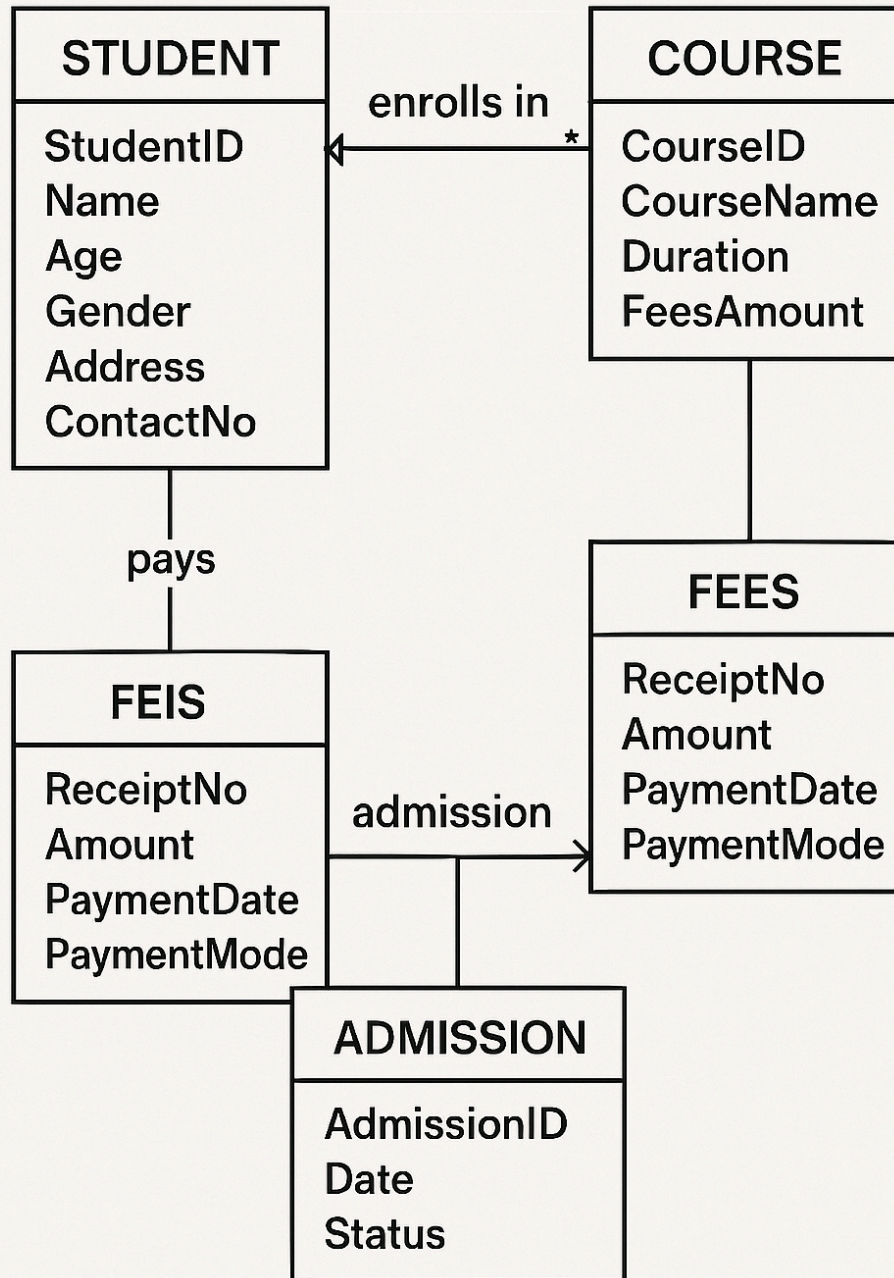 STUDENT
StudentID
Name
Age
Gender
Address
ContactNo
enrolls in
*
COURSE
CourseID
CourseName
Duration
FeesAmount
pays
FEIS
ReceiptNo
Amount
PaymentDate
PaymentMode
admission
FEES
ReceiptNo
Amount
PaymentDate
PaymentMode
ADMISSION
AdmissionID
Date
Status